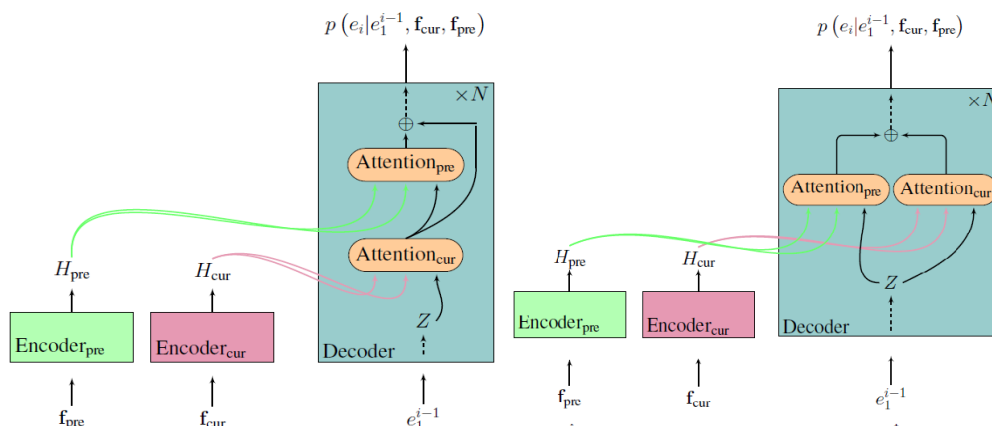 p (e_i|e_1^{i-1}, f_cur, f_pre)
× N
⊕
Attention_pre
Attention_cur
H_pre
H_cur
Z
Encoder_pre
Encoder_cur
Decoder
f_pre
f_cur
e_1^{i-1}
p (e_i|e_1^{i-1}, f_cur, f_pre)
× N
⊕
Attention_pre
Attention_cur
H_pre
H_cur
Z
Encoder_pre
Encoder_cur
Decoder
f_pre
f_cur
e_1^{i-1}